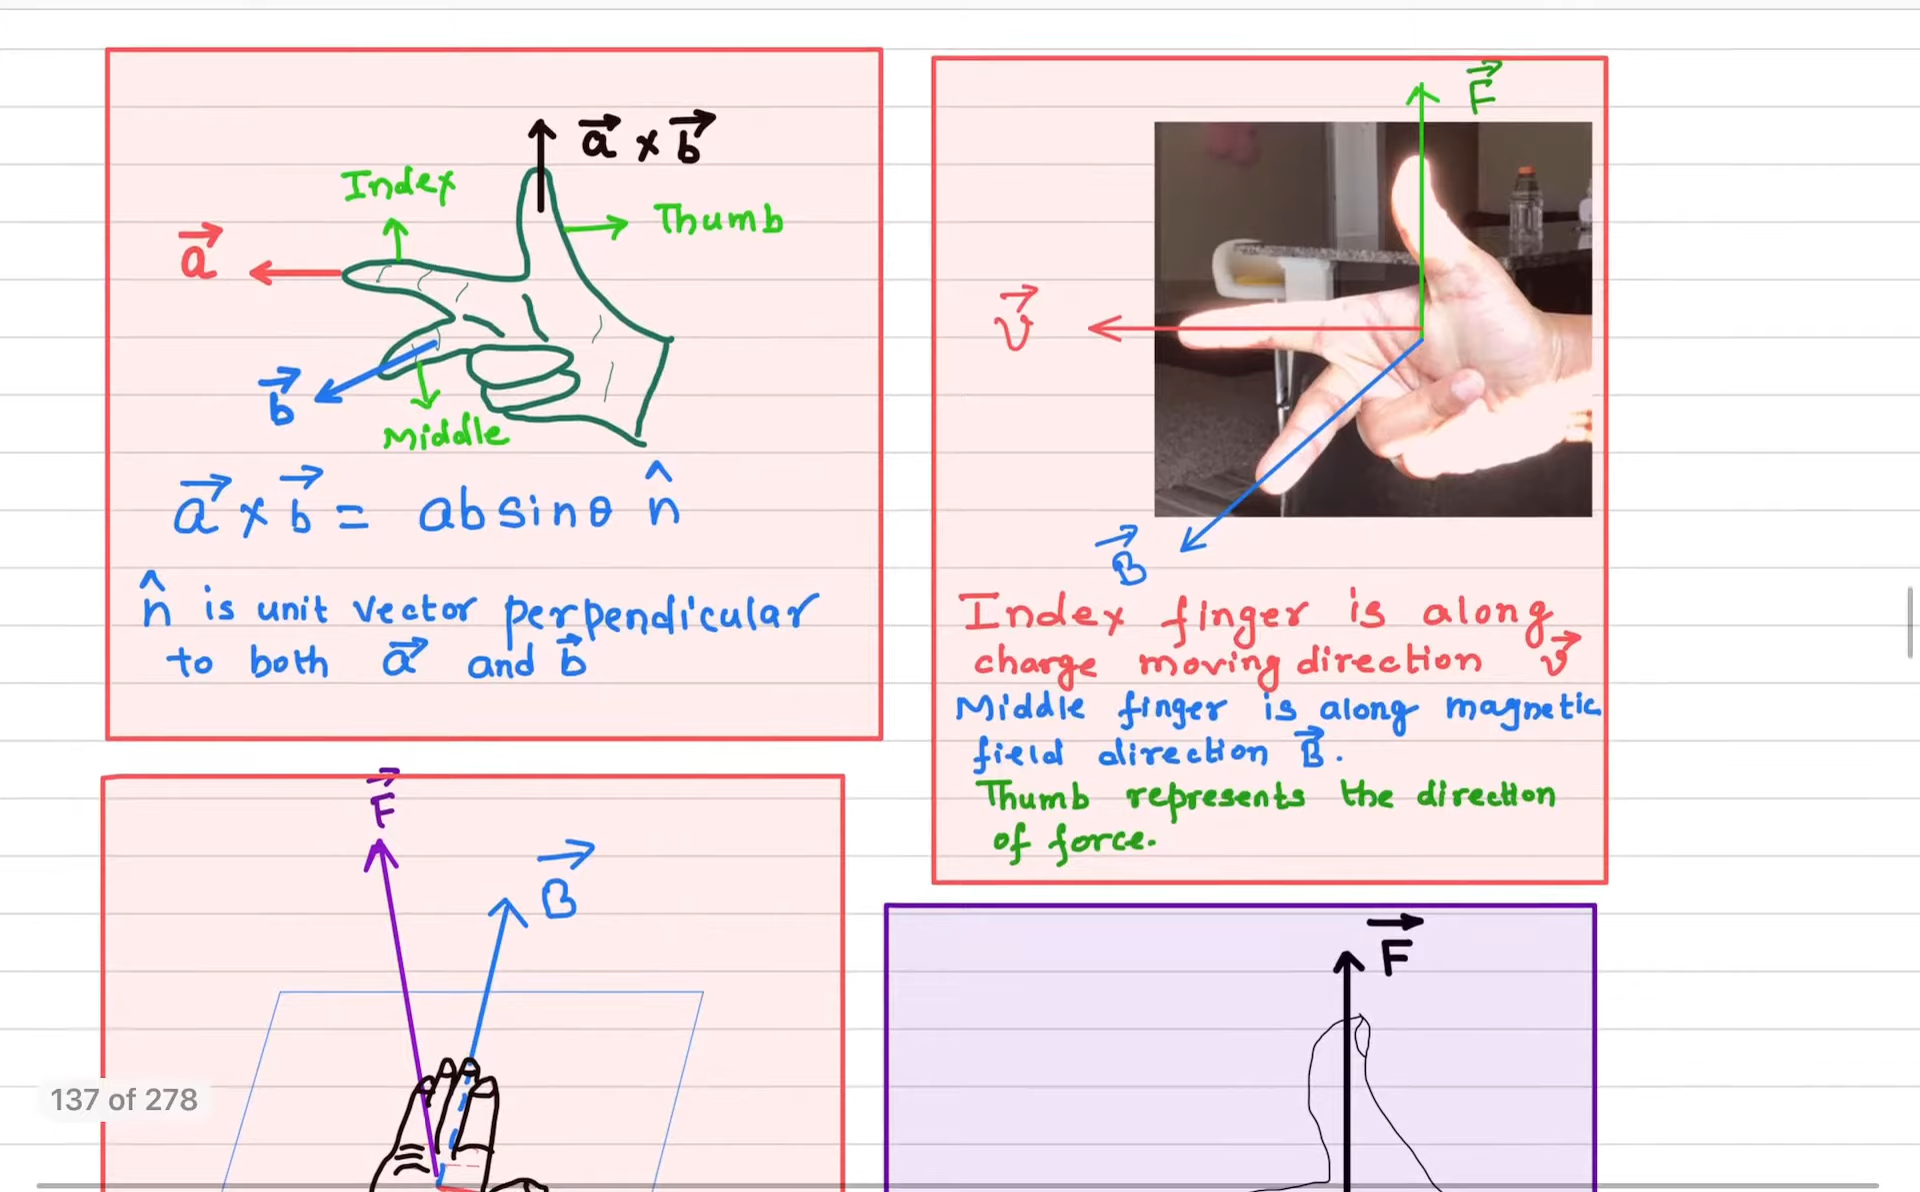 a⃗ × b⃗
Index
Thumb
a⃗
b⃗
Middle
a⃗ × b⃗ = ab sinθ n̂
n̂ is unit vector perpendicular
to both a⃗ and b⃗
F⃗
v⃗
B⃗
Index finger is along
charge moving direction v⃗
Middle finger is along magnetic
field direction B⃗.
Thumb represents the direction
of force.
F⃗
B⃗
F⃗
137 of 278